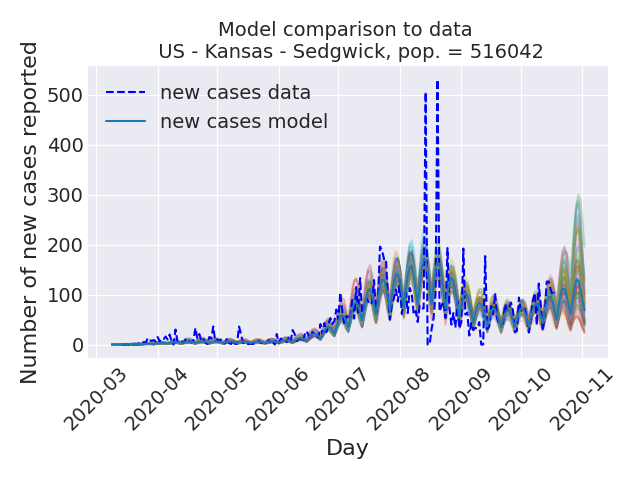 Model comparison to data
US - Kansas - Sedgwick, pop. = 516042
Number of new cases reported
500
400
300
200
100
0
new cases data
new cases model
2020-03
2020-04
2020-05
2020-06
2020-07
2020-08
2020-09
2020-10
2020-11
Day